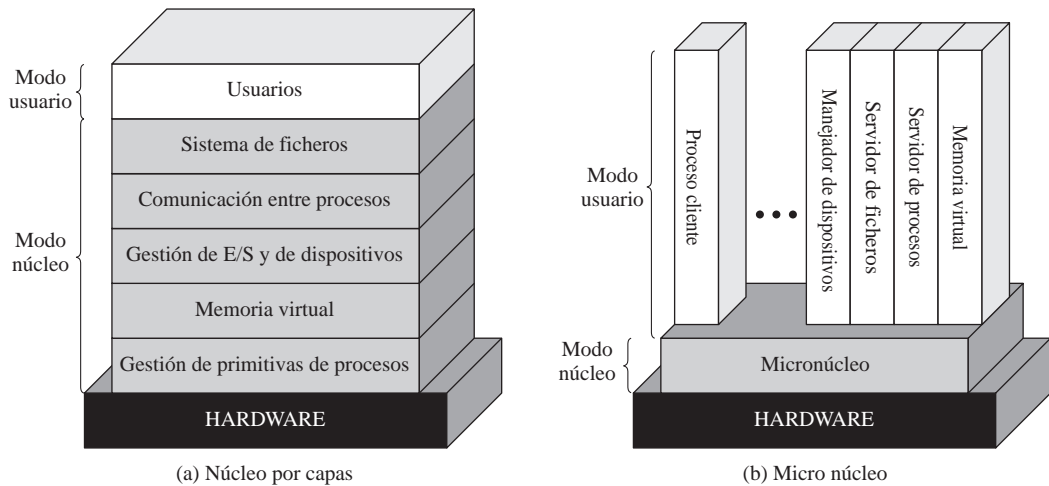 Modo
usuario
Usuarios
Sistema de ficheros
Comunicación entre procesos
Modo
núcleo
Gestión de E/S y de dispositivos
Memoria virtual
Gestión de primitivas de procesos
HARDWARE
(a) Núcleo por capas
Modo
usuario
Proceso cliente
Manejador de dispositivos
Servidor de ficheros
Servidor de procesos
Memoria virtual
Modo
núcleo
Micronúcleo
HARDWARE
(b) Micro núcleo